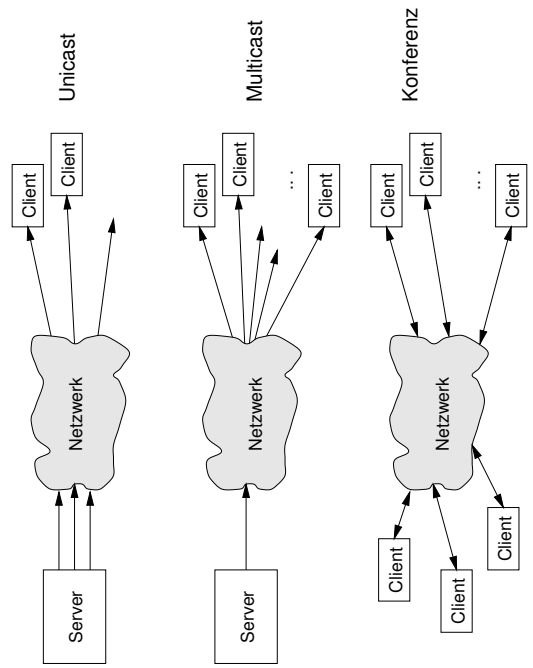 Unicast
Client
Client
Netzwerk
Server
Multicast
Client
Client
...
Client
Netzwerk
Server
Konferenz
Client
Client
...
Client
Netzwerk
Client
Client
Client